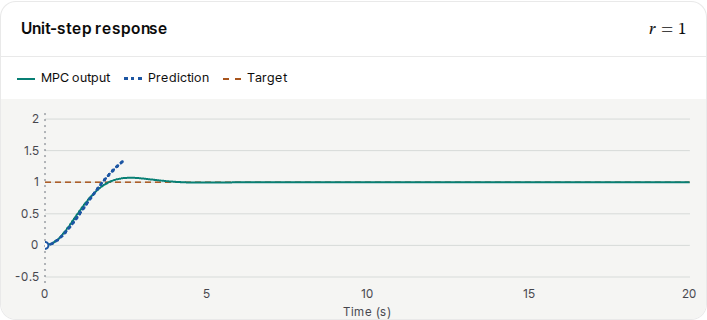 Unit-step response
r = 1
MPC output Prediction Target
2
1.5
1
0.5
0
-0.5
0 5 10 15 20
Time (s)